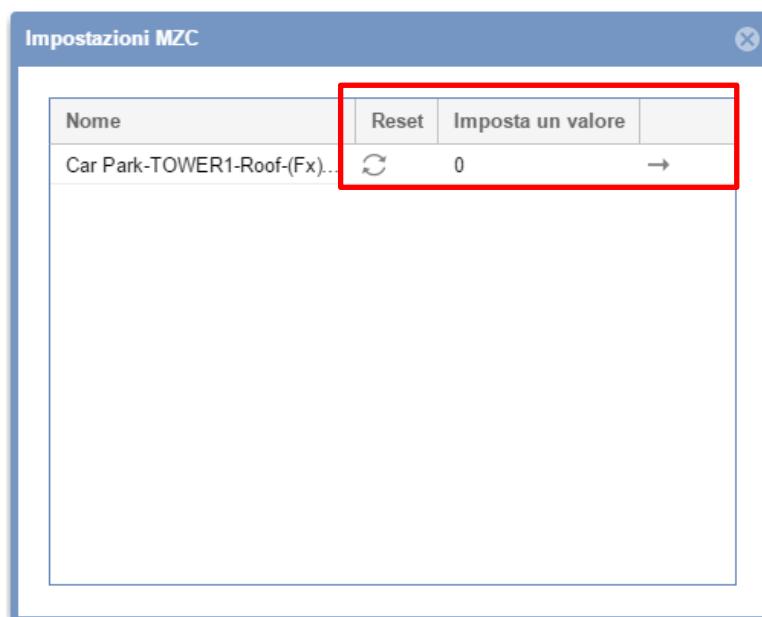 Impostazioni MZC
Nome Reset Imposta un valore
Car Park-TOWER1-Roof-(Fx)... 0